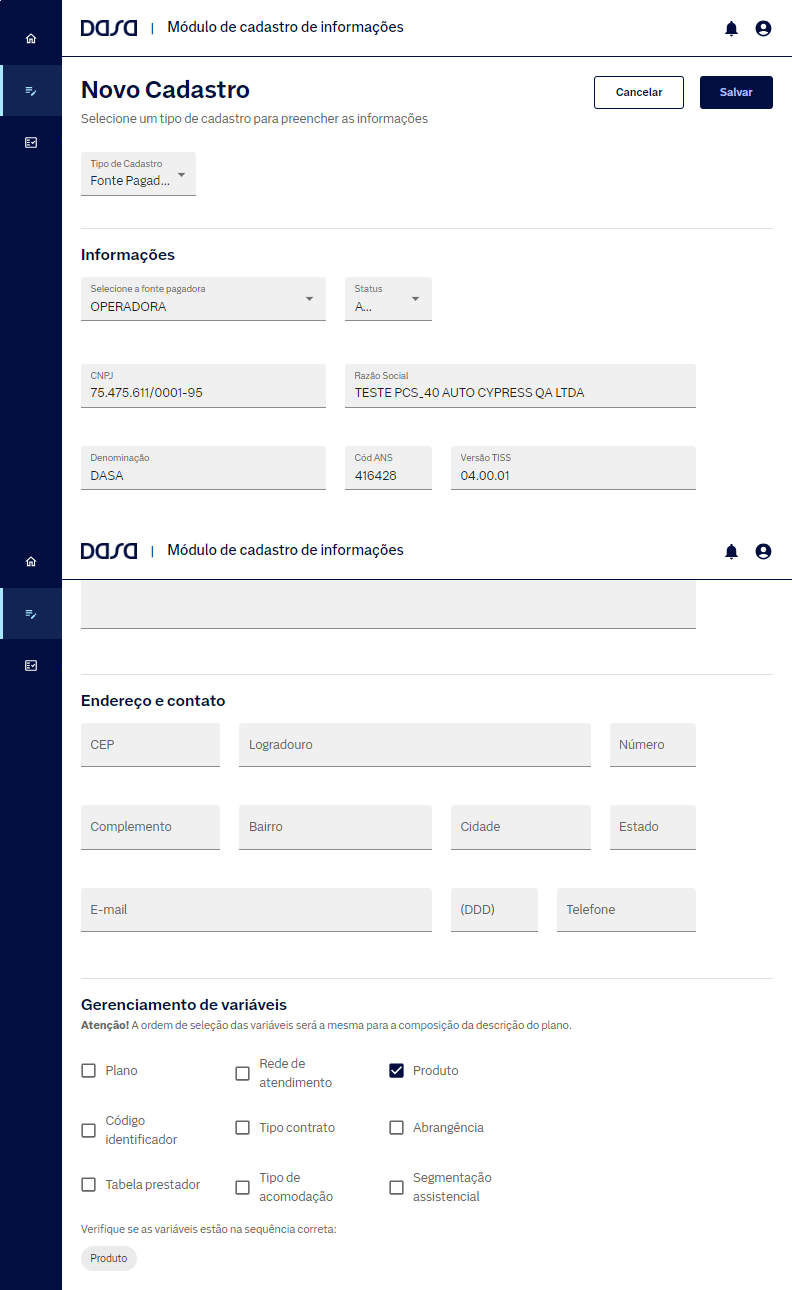 Dasa | Módulo de cadastro de informações
Novo Cadastro
Cancelar
Salvar
Selecione um tipo de cadastro para preencher as informações
Tipo de Cadastro
Fonte Pagad...
Informações
Selecione a fonte pagadora
OPERADORA
Status
A...
CNPJ
75.475.611/0001-95
Razão Social
TESTE PCS_40 AUTO CYPRESS QA LTDA
Denominação
DASA
Cód ANS
416428
Versão TISS
04.00.01
Dasa | Módulo de cadastro de informações
Endereço e contato
CEP
Logradouro
Número
Complemento
Bairro
Cidade
Estado
E-mail
(DDD)
Telefone
Gerenciamento de variáveis
Atenção! A ordem de seleção das variáveis será a mesma para a composição da descrição do plano.
Plano
Rede de
atendimento
Produto
Código
identificador
Tipo contrato
Abrangência
Tabela prestador
Tipo de
acomodação
Segmentação
assistencial
Verifique se as variáveis estão na sequência correta:
Produto